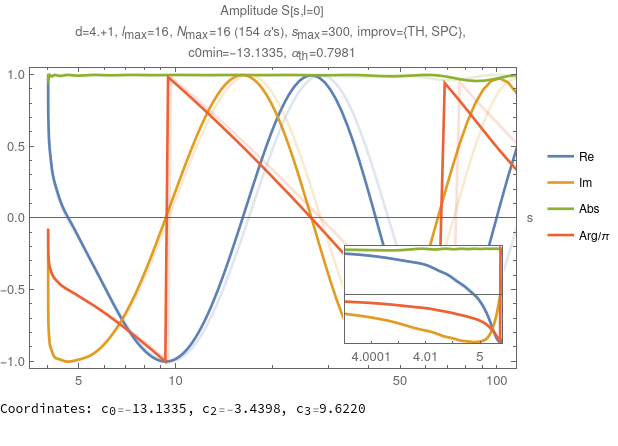 Amplitude S[s,l=0]
d=4.+1, lmax=16, Nmax=16 (154 α's), smax=300, improv={TH, SPC},
c0min=-13.1335, αth=0.7981
1.0
0.5
0.0
-0.5
-1.0
s
Re
Im
Abs
Arg/π
4.0001 4.01 5
5 10 50 100
Coordinates: c0=-13.1335, c2=-3.4398, c3=9.6220